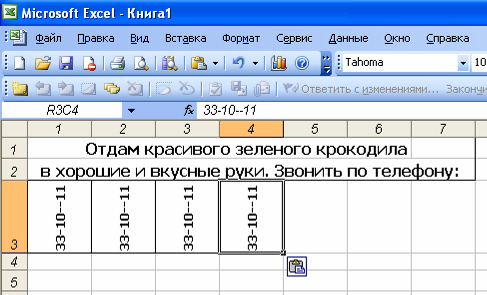 Microsoft Excel - Книга1
Файл Правка Вид Вставка Формат Сервис Данные Окно Справка
Tahoma 10
Ответить с изменениями... Закончи
R3C4 fx 33-10--11
1 2 3 4 5 6 7
1 Отдам красивого зеленого крокодила
2 в хорошие и вкусные руки. Звонить по телефону:
3 33-10--11 33-10--11 33-10--11 33-10--11
4
5